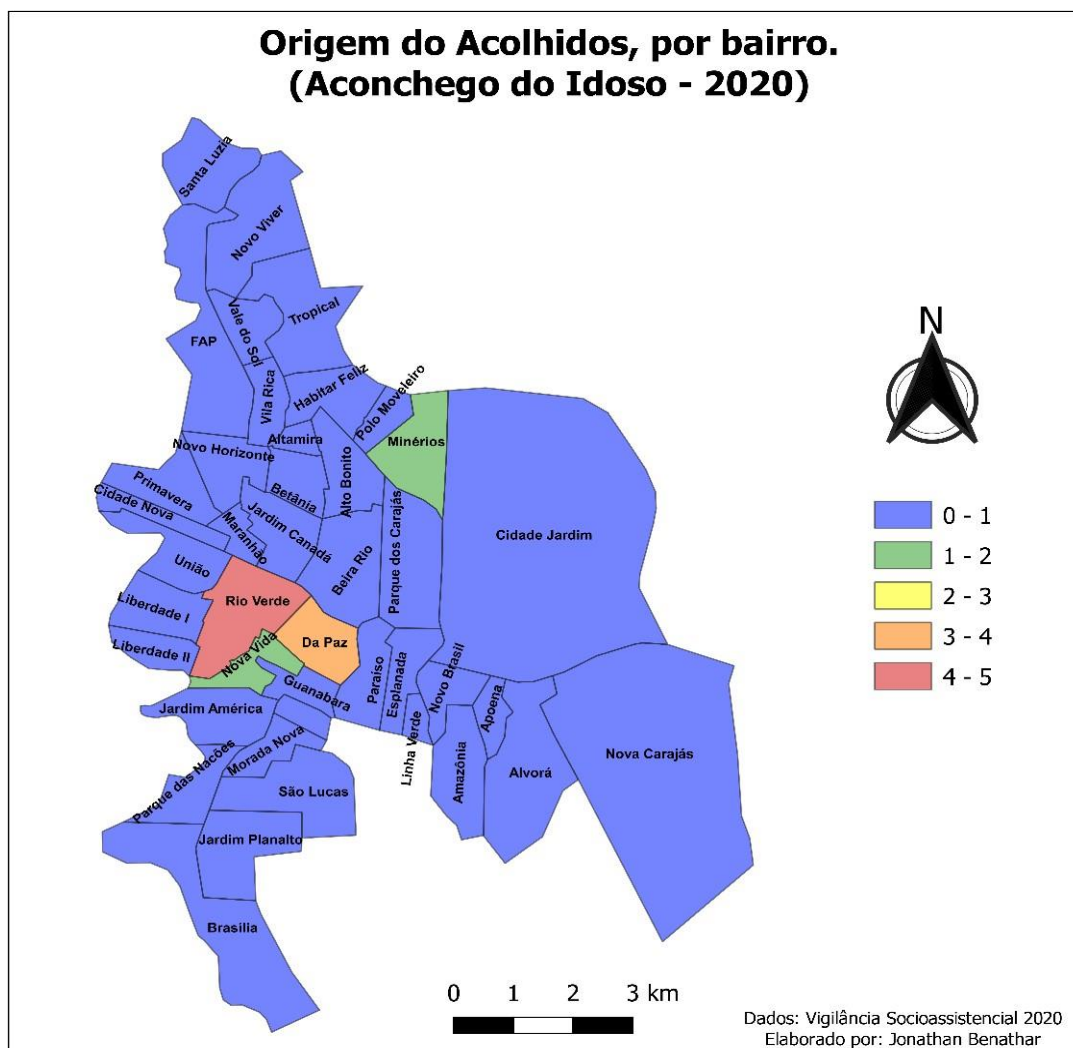 Origem do Acolhidos, por bairro.
(Aconchego do Idoso - 2020)
Santa Luzia
Novo Viver
Tropical
Vale do Sol
FAP
Habitar Feliz
Vila Rica
Polo Moveleiro
Minérios
Altamira
Novo Horizonte
Alto Bonito
Betânia
Primavera
Cidade Nova
Maranhão
Jardim Canadá
Beira Rio
Parque dos Carajás
Cidade Jardim
União
Rio Verde
Liberdade I
Liberdade II
Nova Vida
Da Paz
Guanabara
Paraíso
Esplanada
Novo Brasil
Linha Verde
Amazônia
Apoena
Alvorá
Nova Carajás
Jardim América
Morada Nova
Parque das Nações
São Lucas
Jardim Planalto
Brasilia
N
0 - 1
1 - 2
2 - 3
3 - 4
4 - 5
0 1 2 3 km
Dados: Vigilância Socioassistencial 2020
Elaborado por: Jonathan Benathar